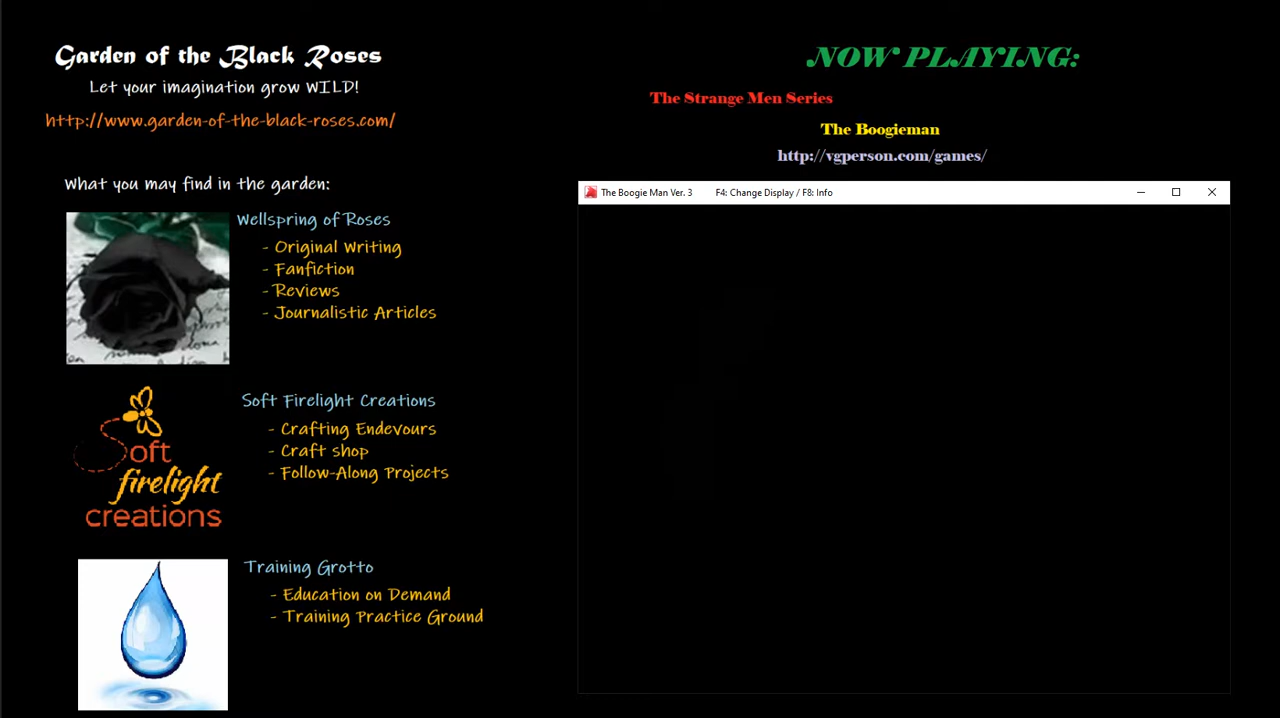 Garden of the Black Roses
Let your imagination grow WILD!
http://www.garden-of-the-black-roses.com/
What you may find in the garden:
Wellspring of Roses
- Original Writing
- Fanfiction
- Reviews
- Journalistic Articles
Soft Firelight Creations
- Crafting Endevours
- Craft shop
- Follow-Along Projects
Soft
firelight
creations
Training Grotto
- Education on Demand
- Training Practice Ground
NOW PLAYING:
The Strange Men Series
The Boogieman
http://vgperson.com/games/
The Boogie Man Ver. 3 F4: Change Display / F8: Info